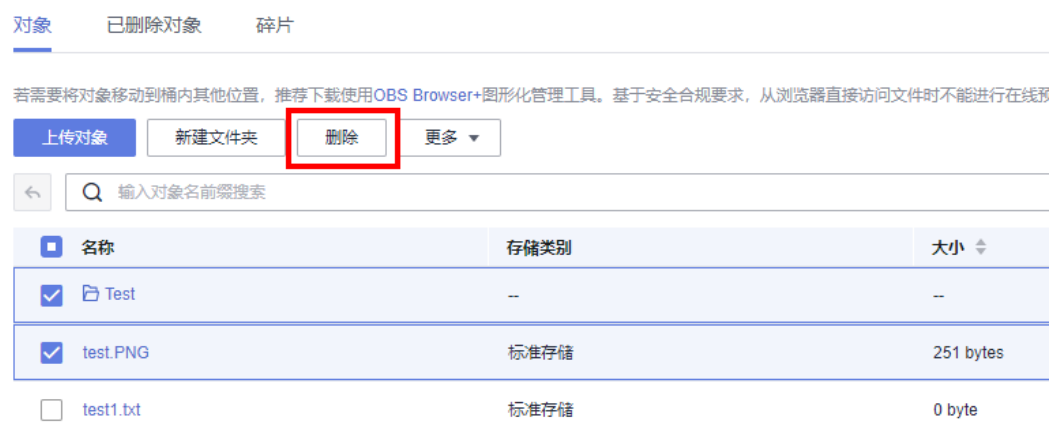 对象 已删除对象 碎片
若需要将对象移动到桶内其他位置，推荐下载使用OBS Browser+图形化管理工具。基于安全合规要求，从浏览器直接访问文件时不能进行在线预
上传对象 新建文件夹 删除 更多
输入对象名前缀搜索
名称 存储类别 大小
Test -- --
test.PNG 标准存储 251 bytes
test1.txt 标准存储 0 byte